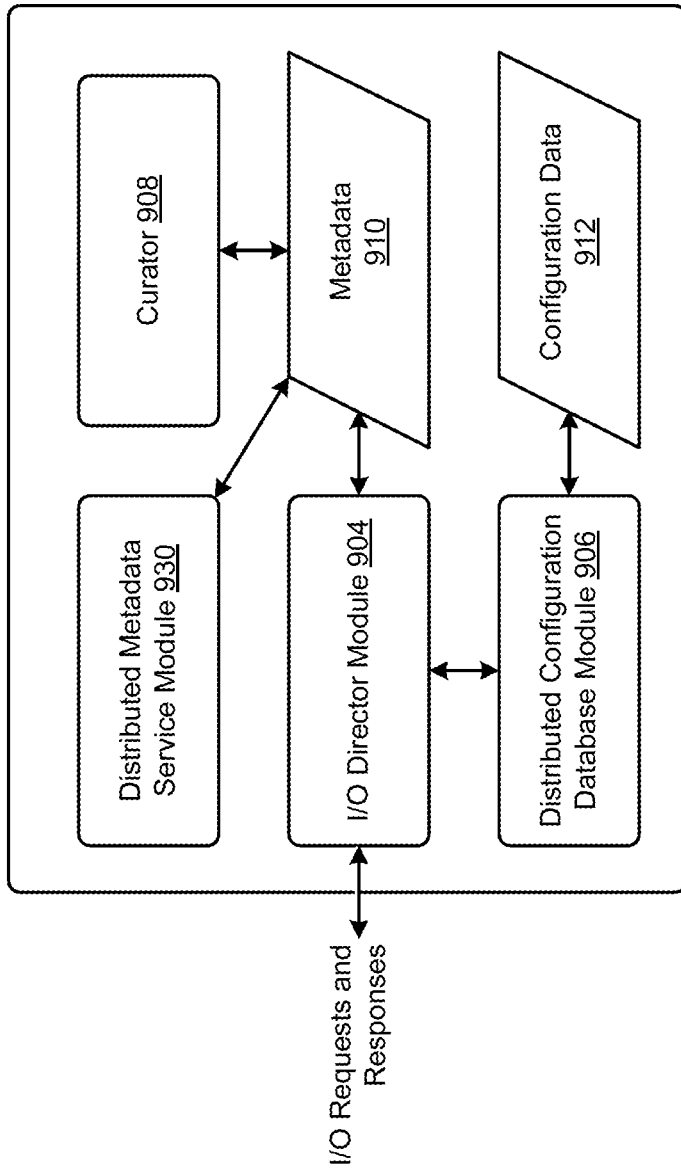 I/O Requests and
Responses
Distributed Metadata
Service Module 930
Curator 908
I/O Director Module 904
Metadata
910
Distributed Configuration
Database Module 906
Configuration Data
912